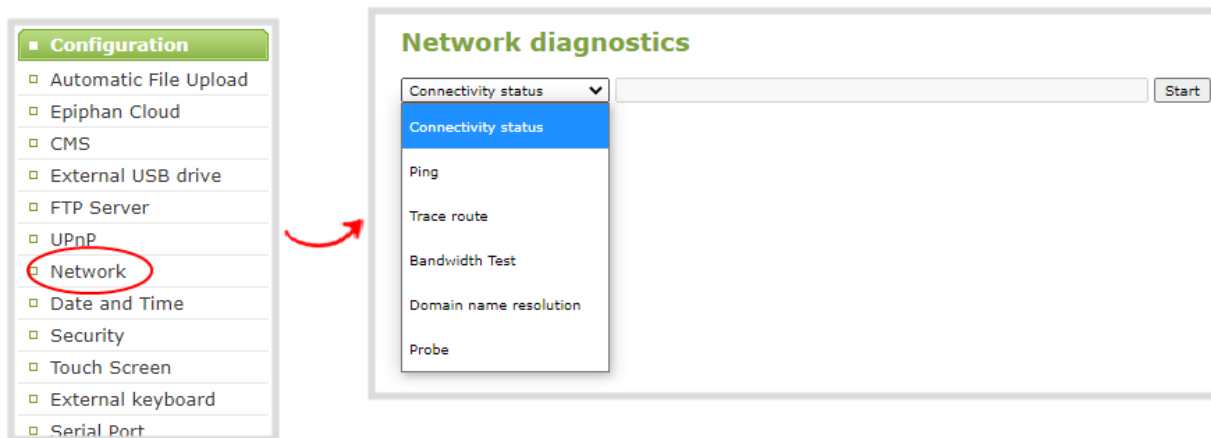 Configuration
Automatic File Upload
Epiphan Cloud
CMS
External USB drive
FTP Server
UPnP
Network
Date and Time
Security
Touch Screen
External keyboard
Serial Port
Network diagnostics
Connectivity status
Start
Connectivity status
Ping
Trace route
Bandwidth Test
Domain name resolution
Probe